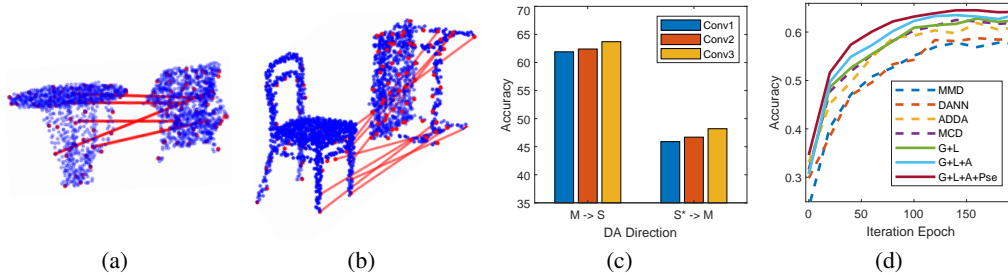 70
65
60
55
50
45
40
35
Accuracy
Conv1
Conv2
Conv3
M -> S
S* -> M
DA Direction
0.6
0.5
0.4
0.3
Accuracy
MMD
DANN
ADDA
MCD
G+L
G+L+A
G+L+A+Pse
0
50
100
150
Iteration Epoch
(a)
(b)
(c)
(d)